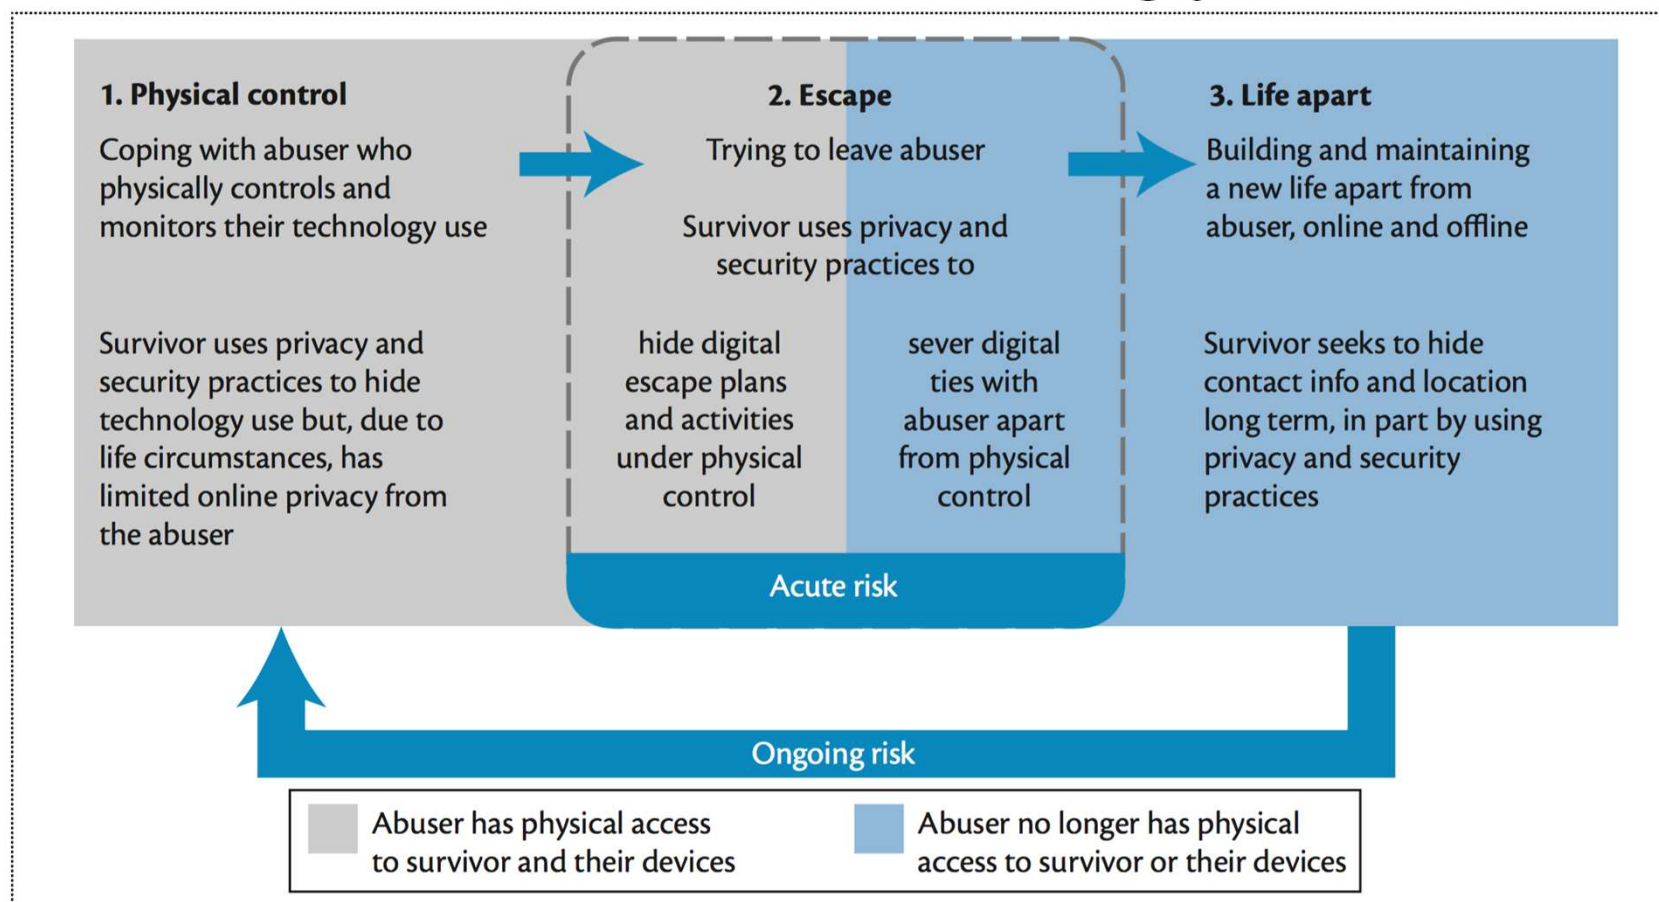 1. Physical control
Coping with abuser who
physically controls and
monitors their technology use
Survivor uses privacy and
security practices to hide
technology use but, due to
life circumstances, has
limited online privacy from
the abuser
2. Escape
Trying to leave abuser
Survivor uses privacy and
security practices to
hide digital
escape plans
and activities
under physical
control
sever digital
ties with
abuser apart
from physical
control
Acute risk
3. Life apart
Building and maintaining
a new life apart from
abuser, online and offline
Survivor seeks to hide
contact info and location
long term, in part by using
privacy and security
practices
Ongoing risk
Abuser has physical access
to survivor and their devices
Abuser no longer has physical
access to survivor or their devices